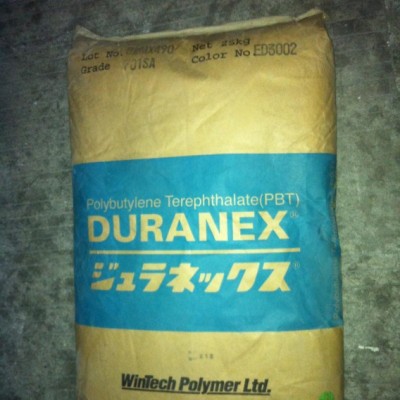 Lot No.
Net 25kg
Grade 701SA
Color No ED3002
Polybutylene Terephthalate(PBT)
DURANEX®
ジュラネックス®
WinTech Polymer Ltd.